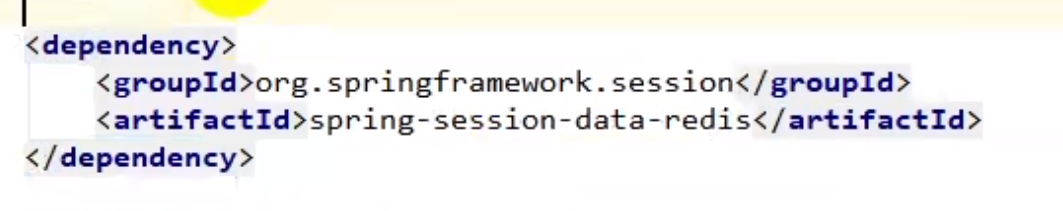 <dependency>
    <groupId>org.springframework.session</groupId>
    <artifactId>spring-session-data-redis</artifactId>
</dependency>